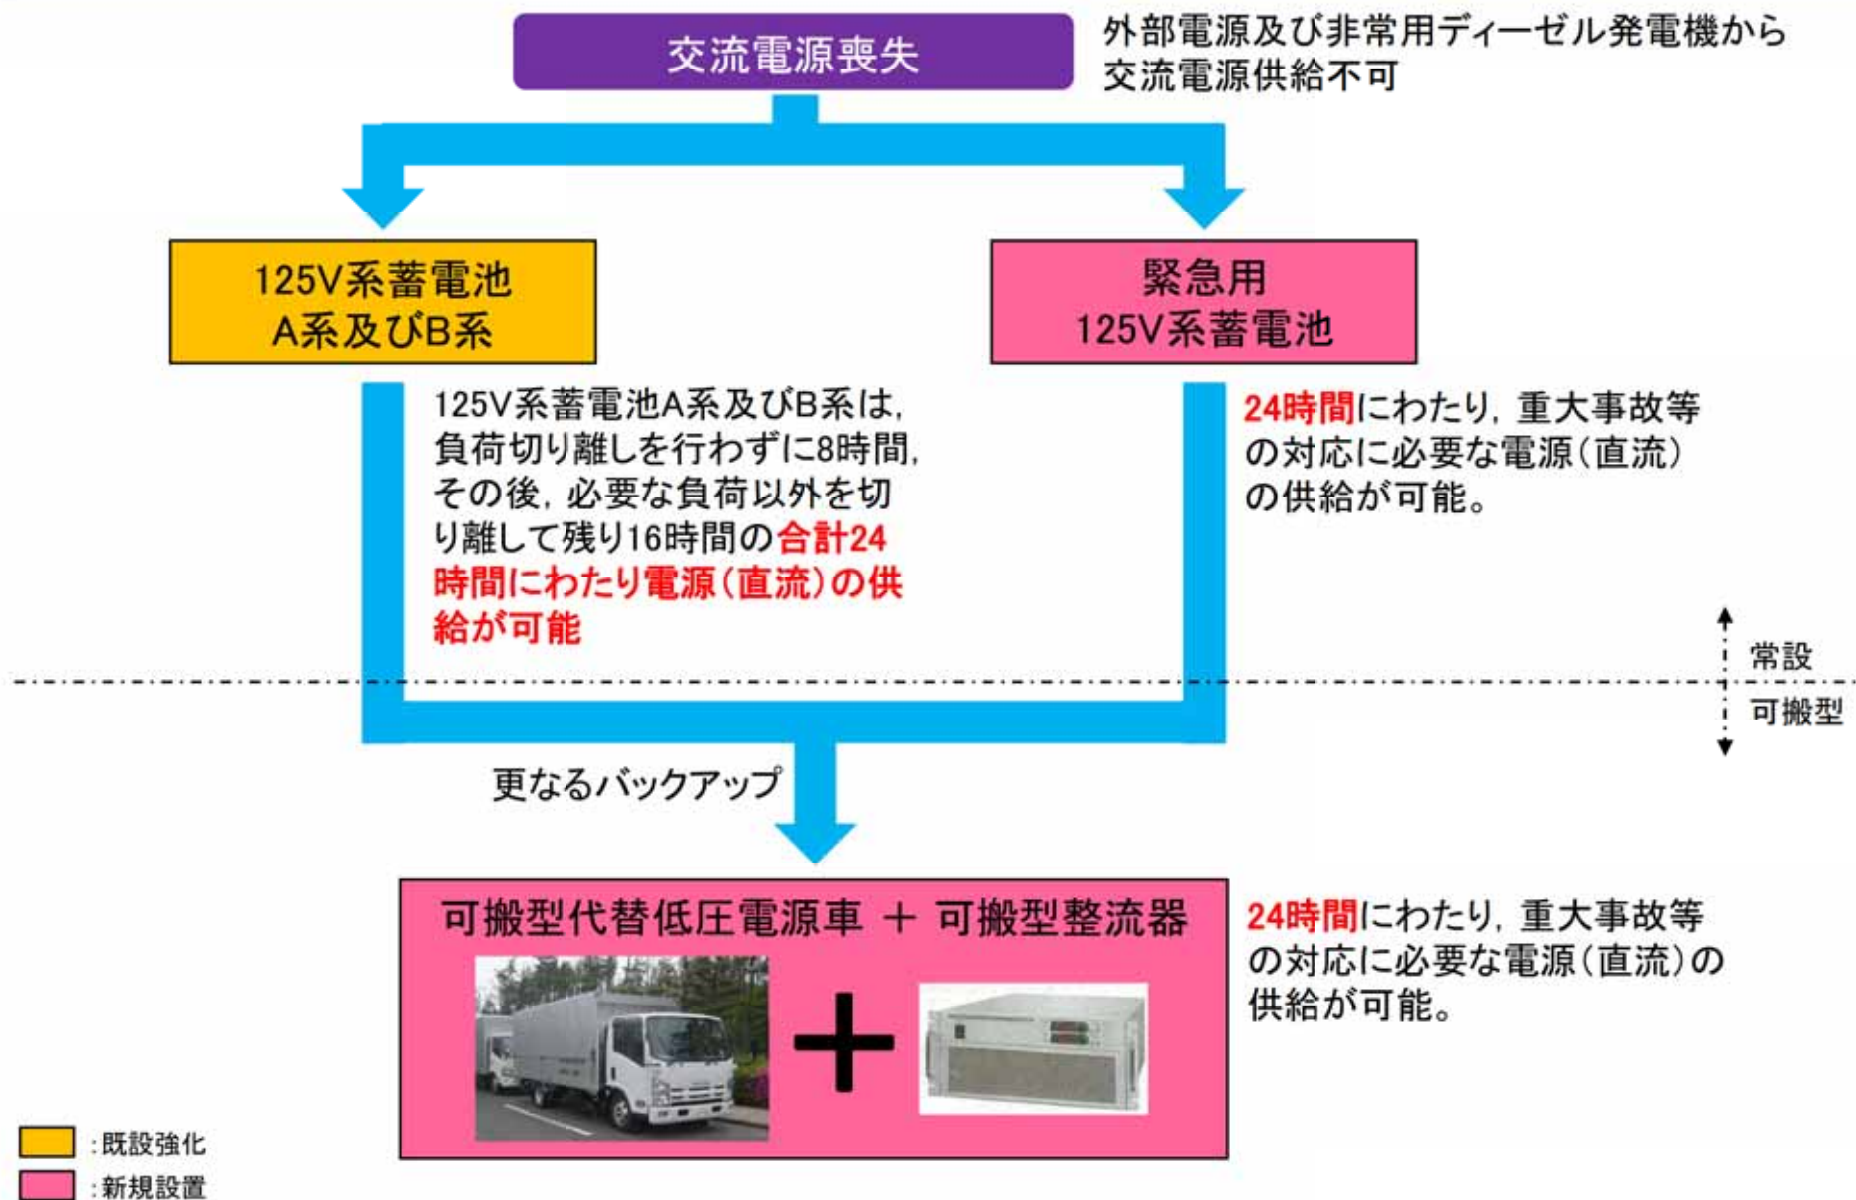 交流電源喪失
外部電源及び非常用ディーゼル発電機から
交流電源供給不可
125V系蓄電池
A系及びB系
緊急用
125V系蓄電池
125V系蓄電池A系及びB系は,
負荷切り離しを行わずに8時間,
その後, 必要な負荷以外を切
り離して残り16時間の合計24
時間にわたり電源(直流)の供
給が可能
24時間にわたり, 重大事故等
の対応に必要な電源(直流)
の供給が可能。
常設
可搬型
更なるバックアップ
可搬型代替低圧電源車 + 可搬型整流器
24時間にわたり, 重大事故等
の対応に必要な電源(直流)の
供給が可能。
:既設強化
:新規設置